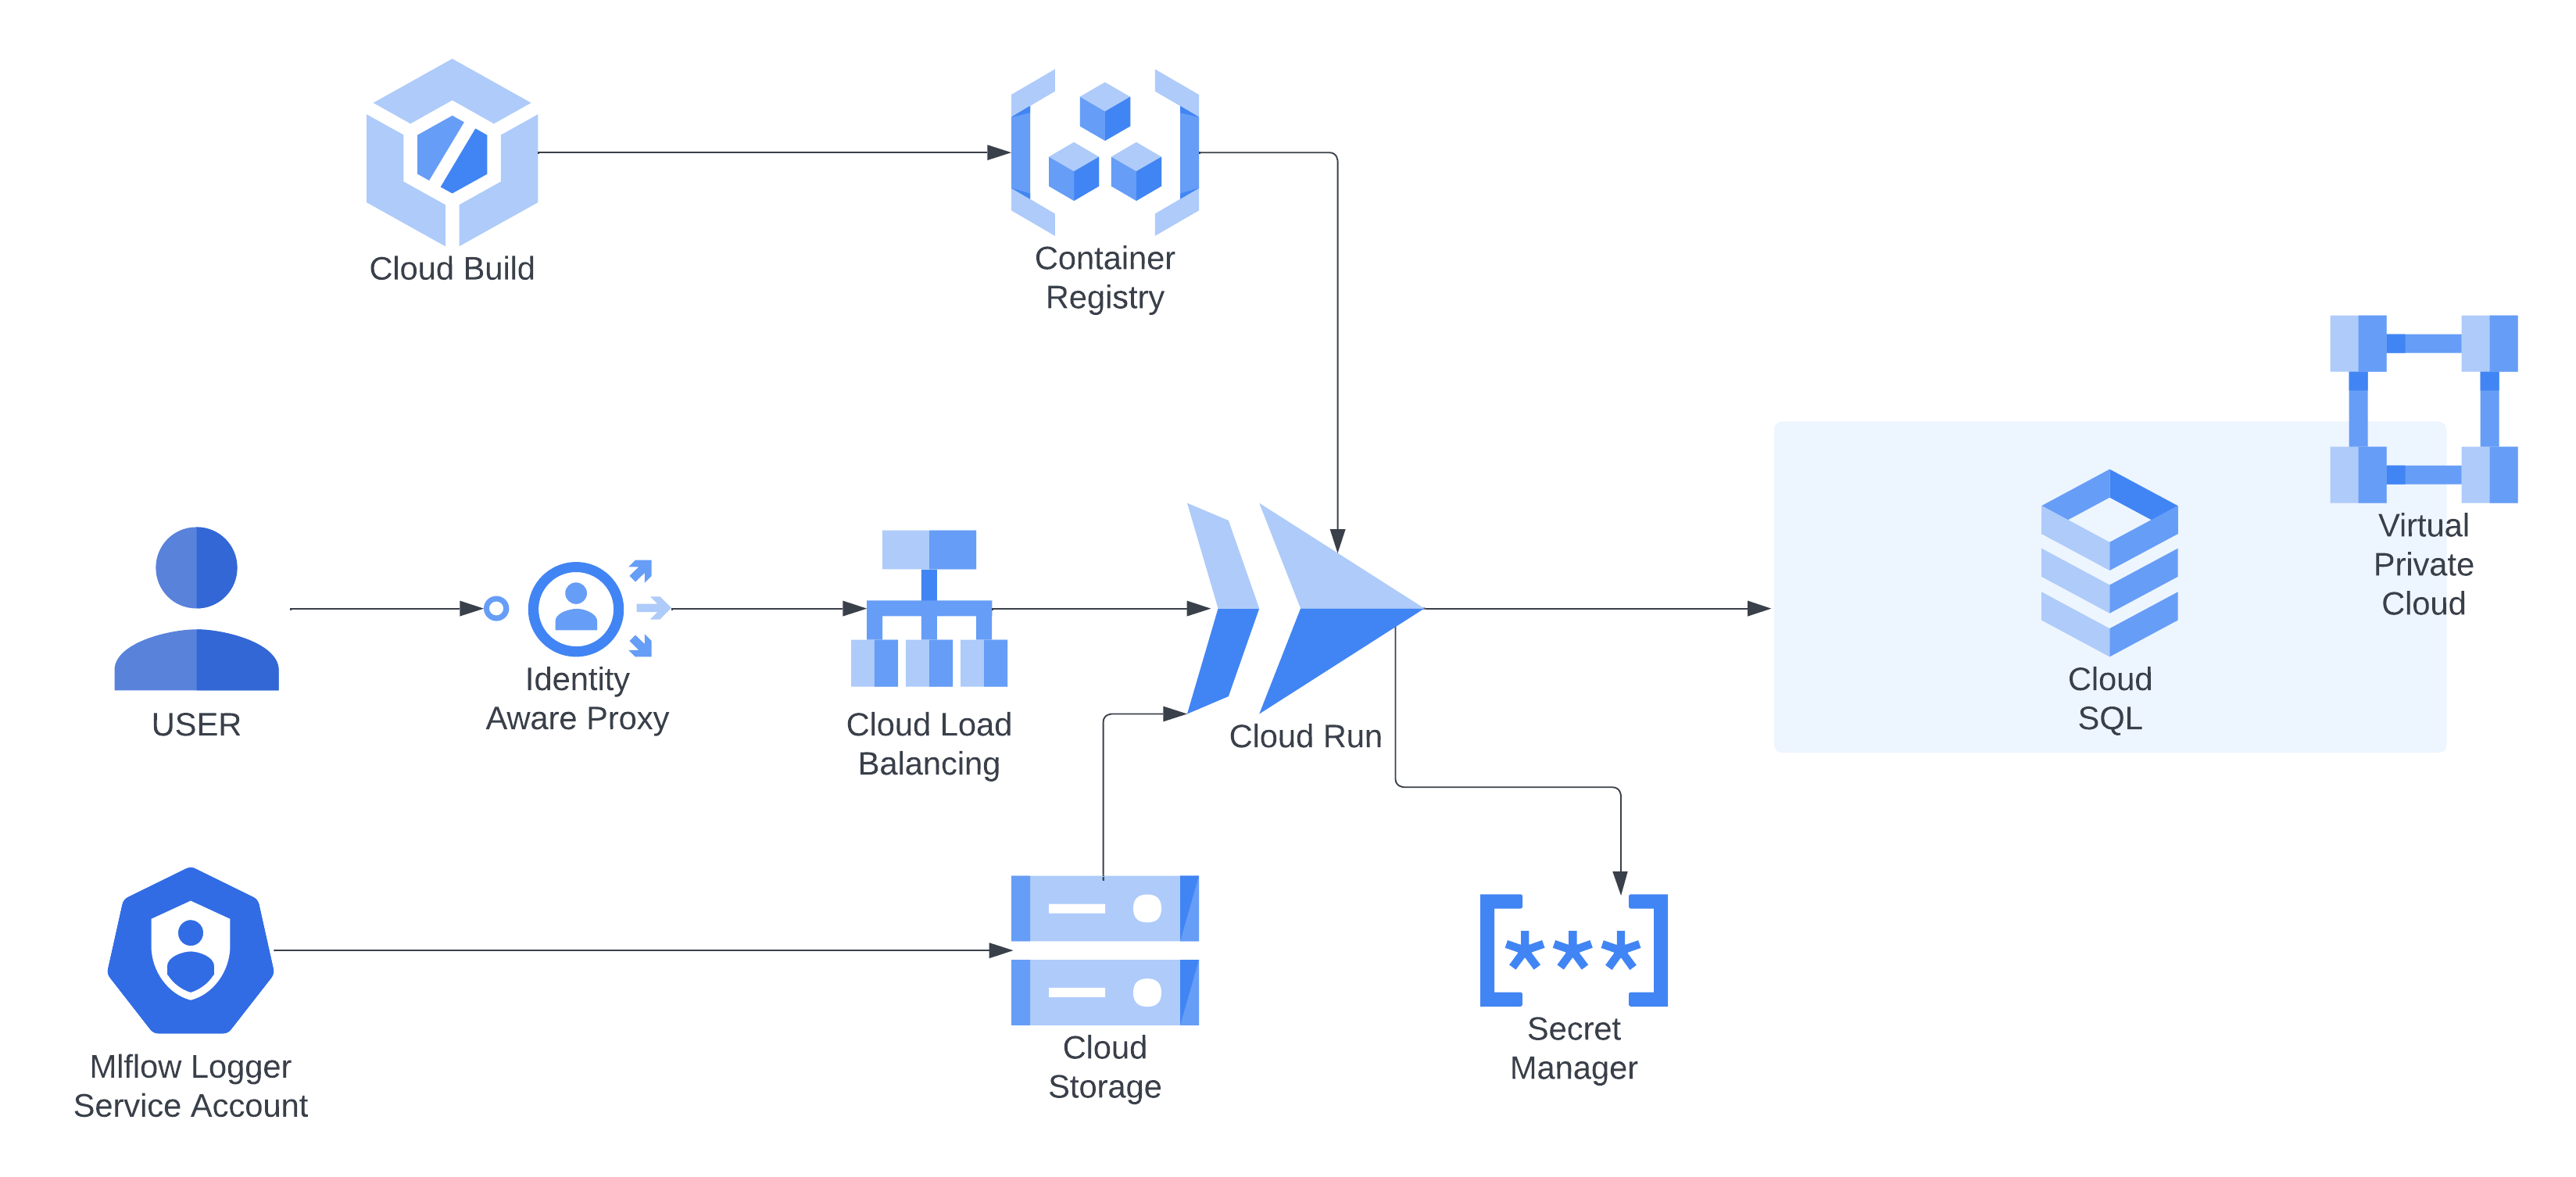 Cloud Build
Container
Registry
Virtual
Private
Cloud
USER
Identity
Aware Proxy
Cloud Load
Balancing
Cloud Run
Cloud
SQL
Mlflow Logger
Service Account
Cloud
Storage
***
Secret
Manager